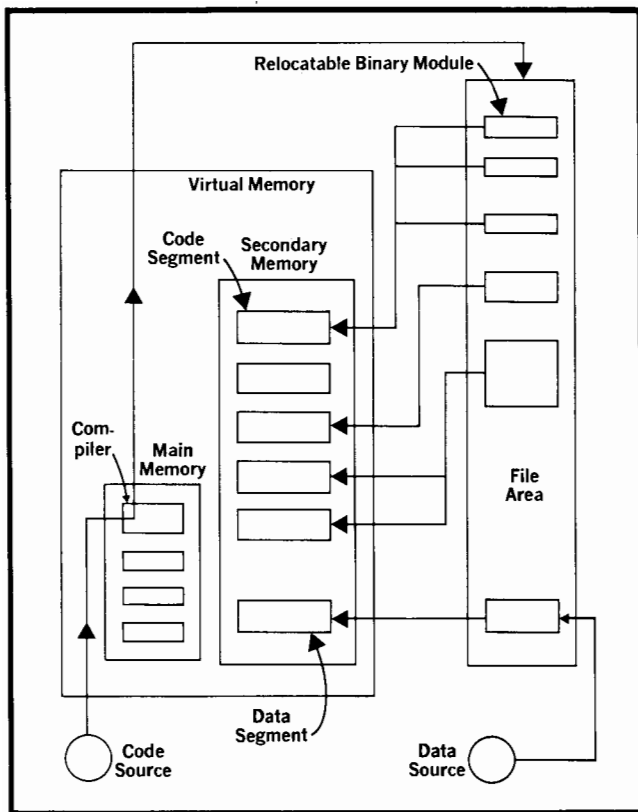 Relocatable Binary Module
Virtual Memory
Code
Segment
Secondary
Memory
Com-
piler
Main
Memory
File
Area
Data
Segment
Code
Source
Data
Source